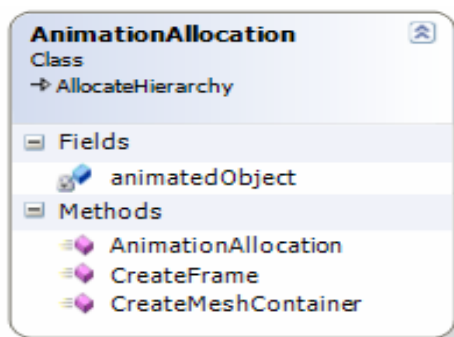 AnimationAllocation
Class
AllocateHierarchy
Fields
animatedObject
Methods
AnimationAllocation
CreateFrame
CreateMeshContainer